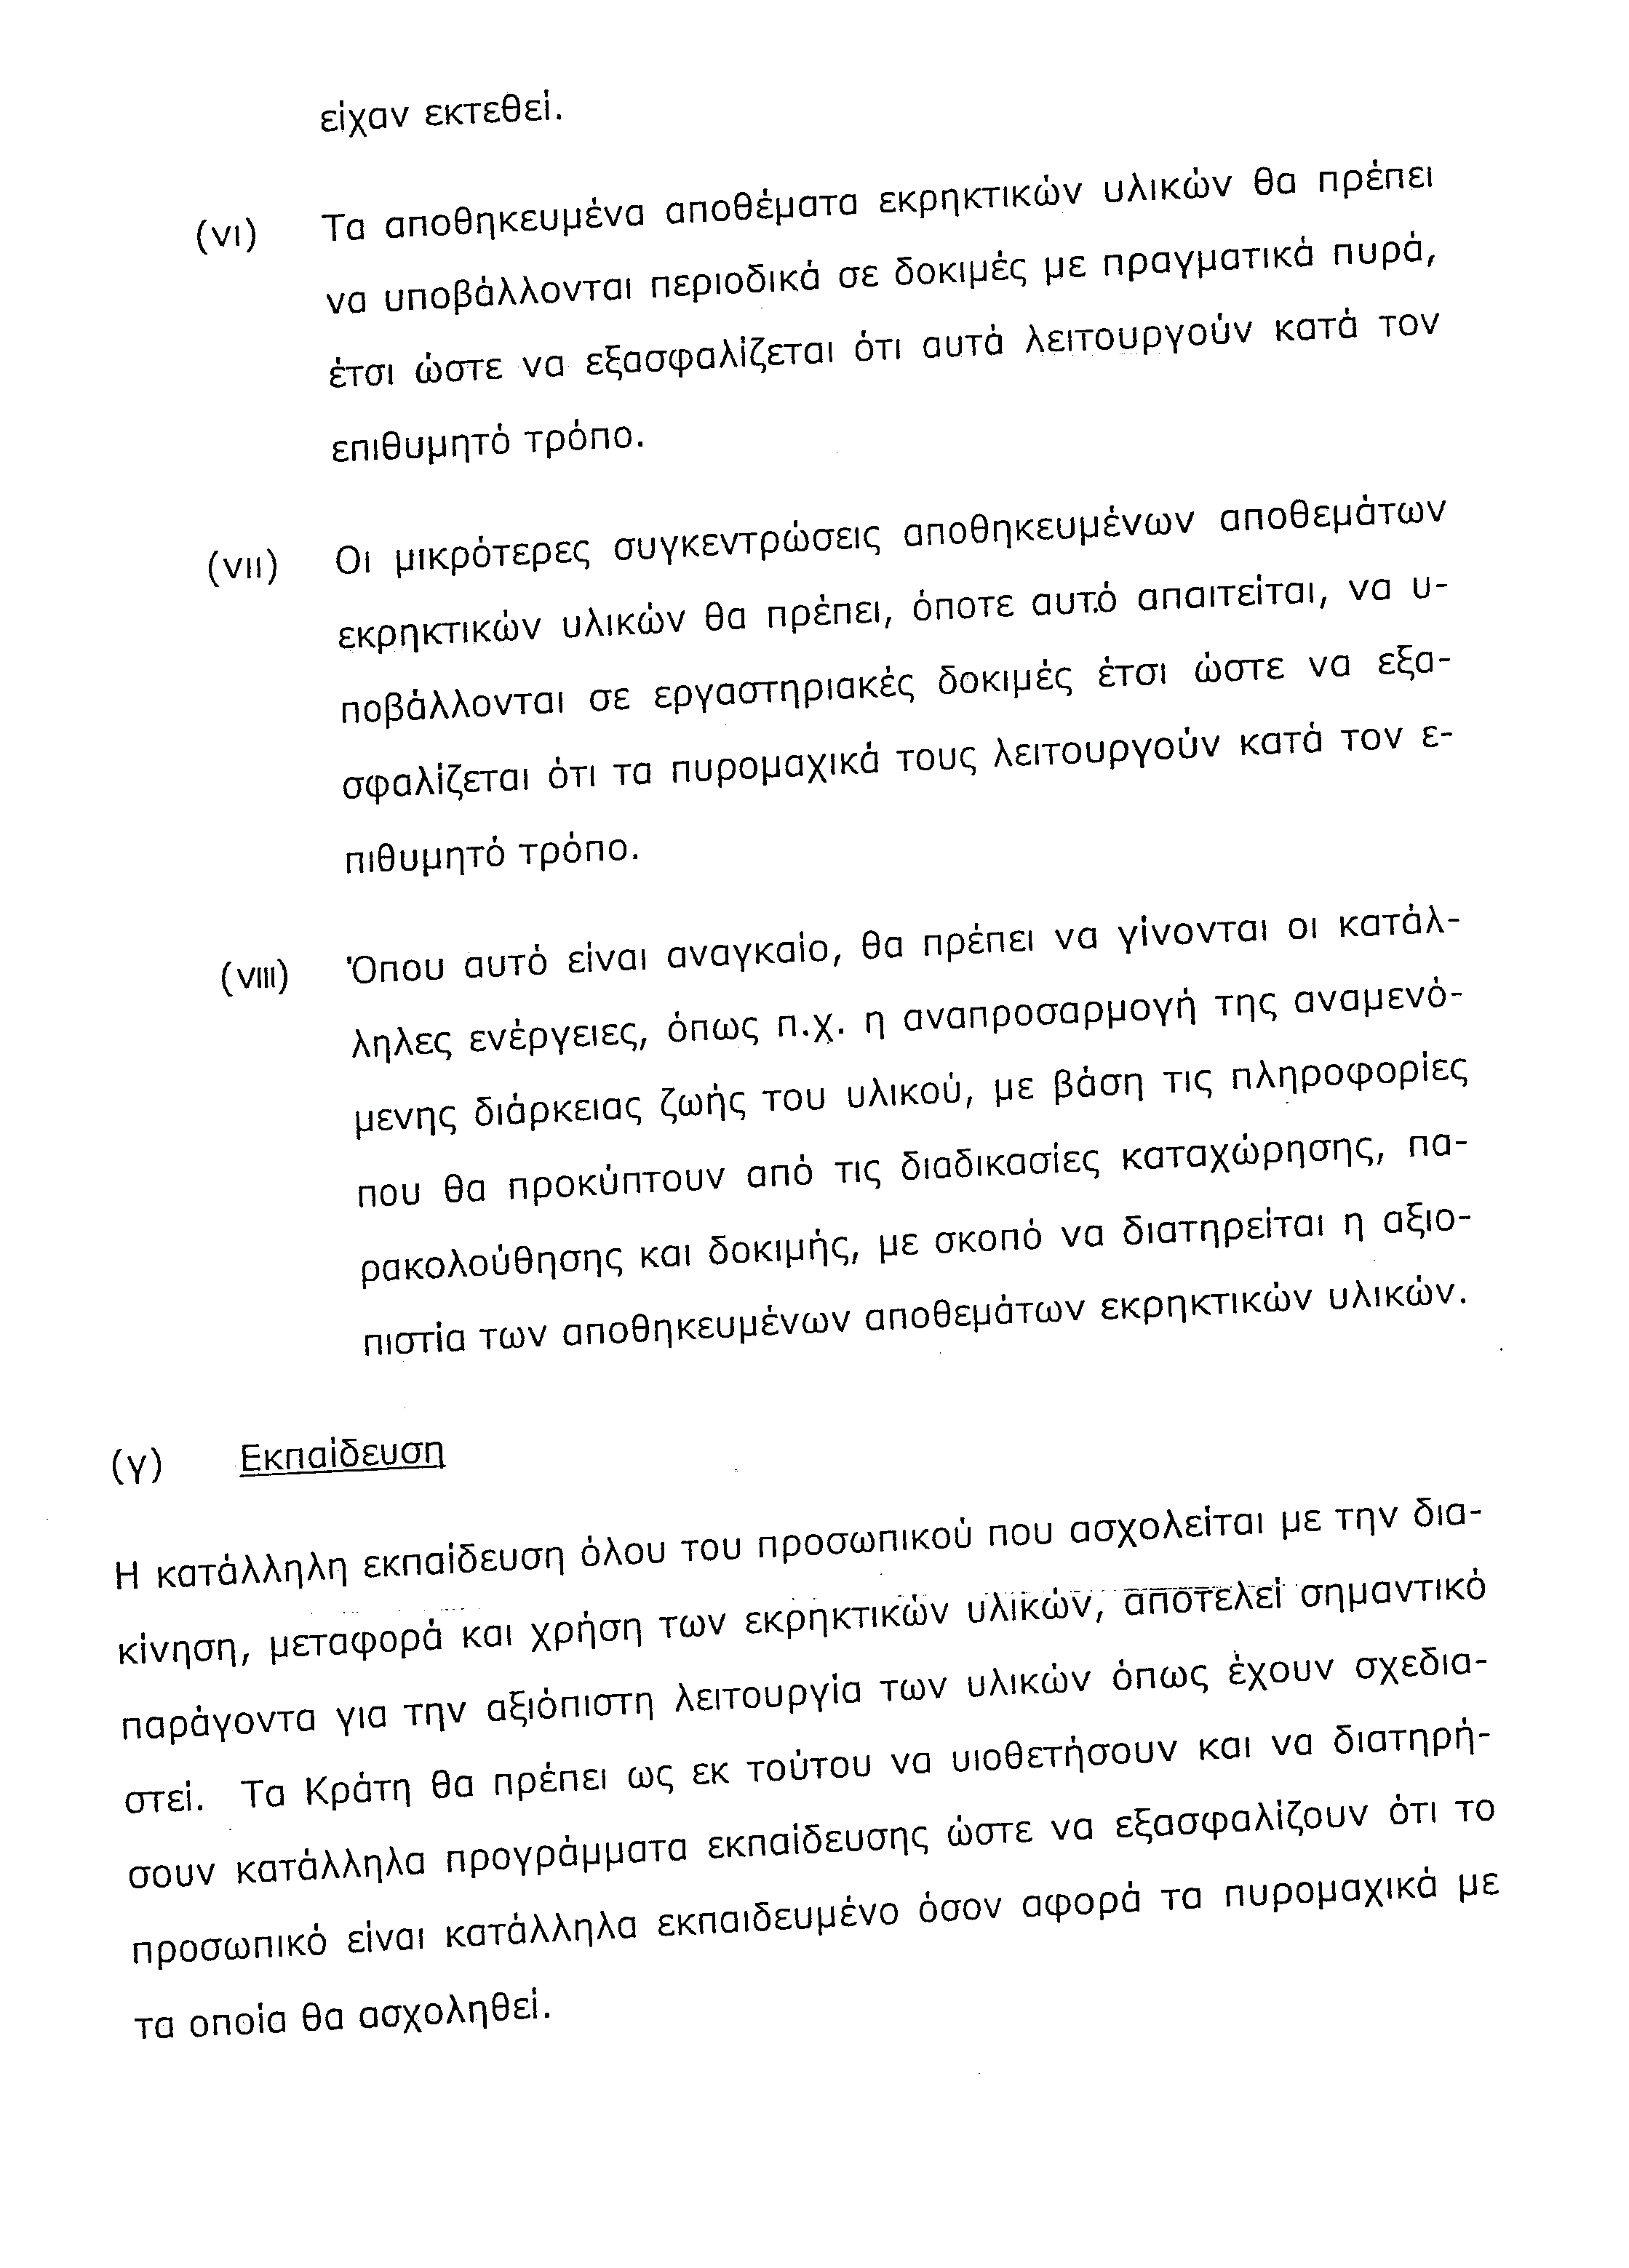 είχαν εκτεθεί.
(νι) Τα αποθηκευμένα αποθέματα εκρηκτικών υλικών θα πρέπει
να υποβάλλονται περιοδικά σε δοκιμές με πραγματικά πυρά,
έτσι ώστε να εξασφαλίζεται ότι αυτά λειτουργούν κατά τον
επιθυμητό τρόπο.
(νιι) Οι μικρότερες συγκεντρώσεις αποθηκευμένων αποθεμάτων
εκρηκτικών υλικών θα πρέπει, όποτε αυτό απαιτείται, να υ-
ποβάλλονται σε εργαστηριακές δοκιμές έτσι ώστε να εξα-
σφαλίζεται ότι τα πυρομαχικά τους λειτουργούν κατά τον ε-
πιθυμητό τρόπο.
(νιιι) Όπου αυτό είναι αναγκαίο, θα πρέπει να γίνονται οι κατάλ-
ληλες ενέργειες, όπως π.χ. η αναπροσαρμογή της αναμενό-
μενης διάρκειας ζωής του υλικού, με βάση τις πληροφορίες
που θα προκύπτουν από τις διαδικασίες καταχώρησης, πα-
ρακολούθησης και δοκιμής, με σκοπό να διατηρείται η αξιο-
πιστία των αποθηκευμένων αποθεμάτων εκρηκτικών υλικών.
(γ) Εκπαίδευση
Η κατάλληλη εκπαίδευση όλου του προσωπικού που ασχολείται με την δια-
κίνηση, μεταφορά και χρήση των εκρηκτικών υλικών, αποτελεί σημαντικό
παράγοντα για την αξιόπιστη λειτουργία των υλικών όπως έχουν σχεδια-
στεί. Τα Κράτη θα πρέπει ως εκ τούτου να υιοθετήσουν και να διατηρή-
σουν κατάλληλα προγράμματα εκπαίδευσης ώστε να εξασφαλίζουν ότι το
προσωπικό είναι κατάλληλα εκπαιδευμένο όσον αφορά τα πυρομαχικά με
τα οποία θα ασχοληθεί.